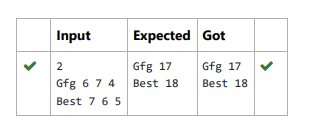 Input Expected Got
2 Gfg 17 Gfg 17
Gfg 6 7 4 Best 18 Best 18
Best 7 6 5